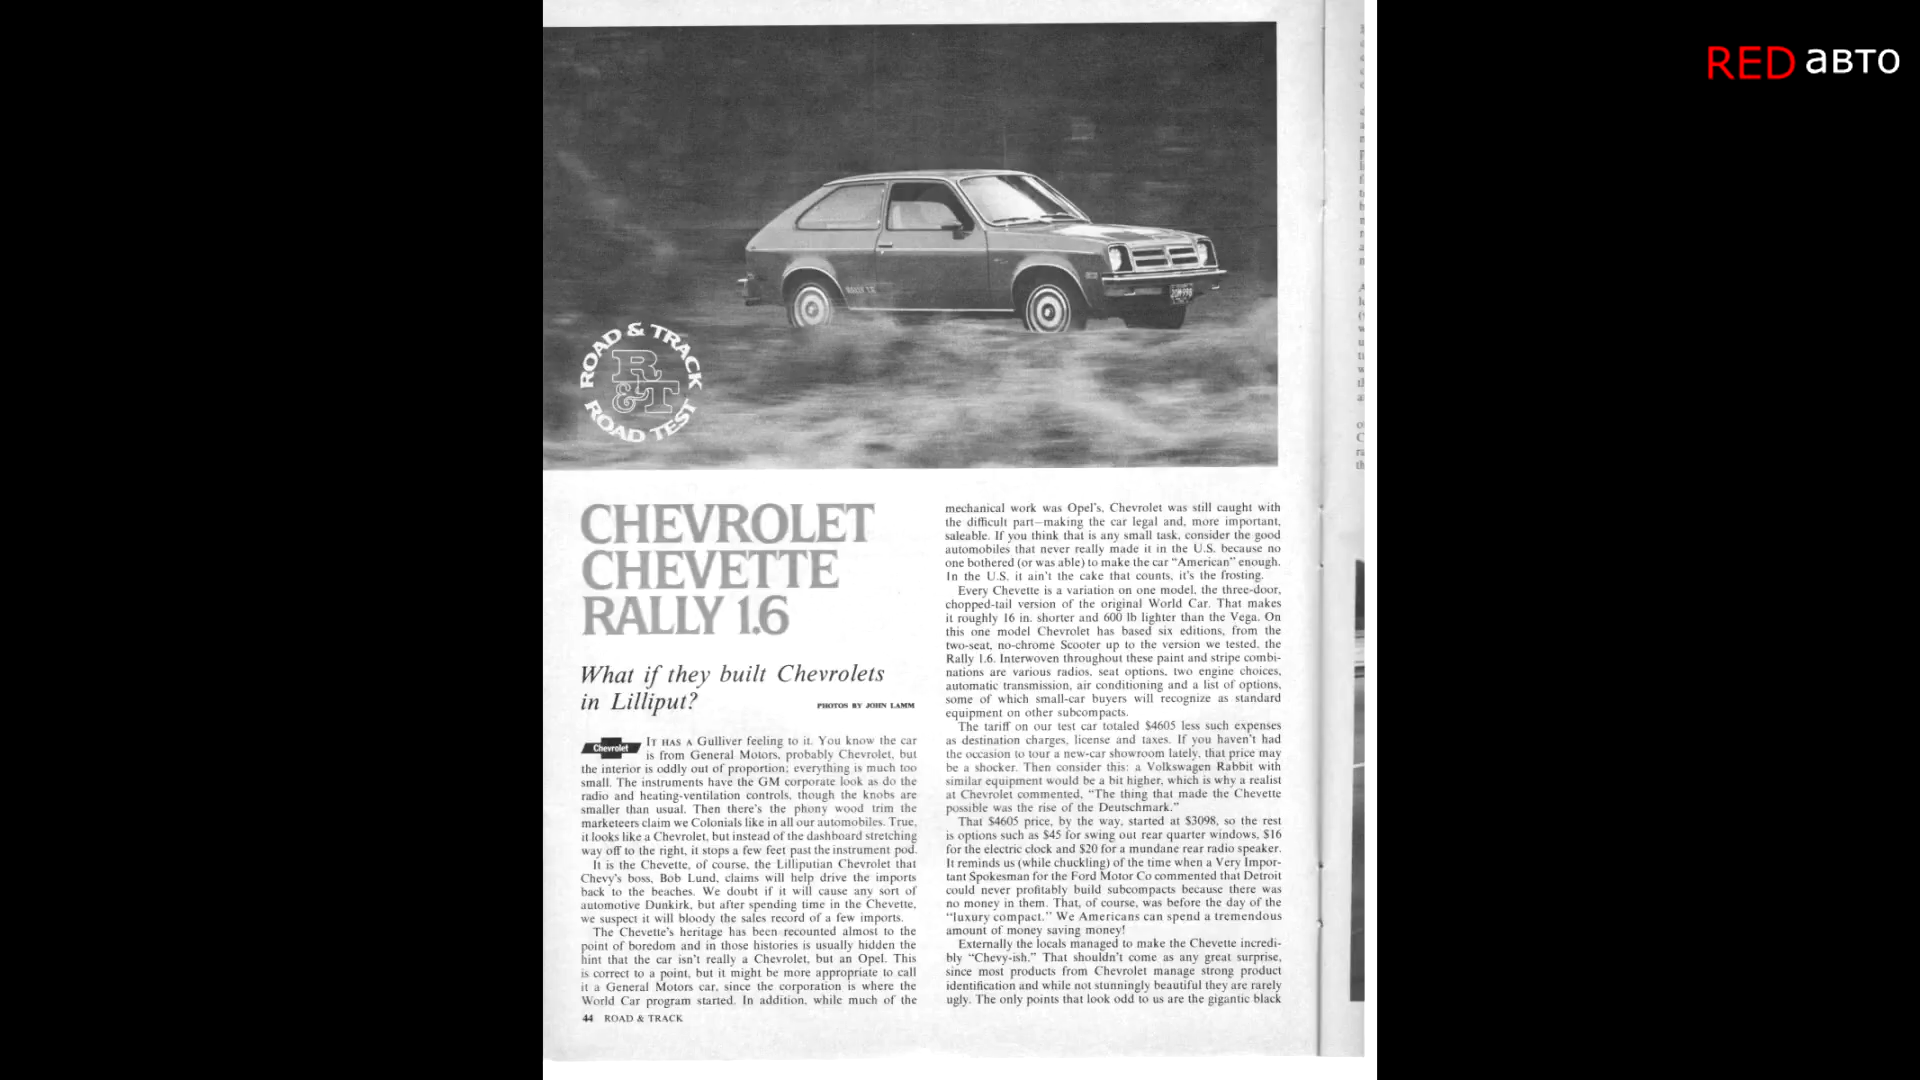 RED авто
ROAD & TRACK
R&T
ROAD TEST
CHEVROLET
CHEVETTE
RALLY 1.6
What if they built Chevrolets
in Lilliput?
PHOTOS BY JOHN LAMM
Chevrolet
IT HAS A Gulliver feeling to it. You know the car
is from General Motors, probably Chevrolet, but
the interior is oddly out of proportion; everything is much too
small. The instruments have the GM corporate look as do the
radio and heating-ventilation controls, though the knobs are
smaller than usual. Then there's the phony wood trim the
marketeers claim we Colonials like in all our automobiles. True,
it looks like a Chevrolet, but instead of the dashboard stretching
way off to the right, it stops a few feet past the instrument pod.
It is the Chevette, of course, the Lilliputian Chevrolet that
Chevy's boss, Bob Lund, claims will help drive the imports
back to the beaches. We doubt if it will cause any sort of
automotive Dunkirk, but after spending time in the Chevette,
we suspect it will bloody the sales record of a few imports.
The Chevette's heritage has been recounted almost to the
point of boredom and in those histories is usually hidden the
hint that the car isn't really a Chevrolet, but an Opel. This
is correct to a point, but it might be more appropriate to call
it a General Motors car, since the corporation is where the
World Car program started. In addition, while much of the
mechanical work was Opel's, Chevrolet was still caught with
the difficult part—making the car legal and, more important,
saleable. If you think that is any small task, consider the good
automobiles that never really made it in the U.S. because no
one bothered (or was able) to make the car "American" enough.
In the U.S. it ain't the cake that counts, it's the frosting.
Every Chevette is a variation on one model, the three-door,
chopped-tail version of the original World Car. That makes
it roughly 16 in. shorter and 600 lb lighter than the Vega. On
this one model Chevrolet has based six editions, from the
two-seat, no-chrome Scooter up to the version we tested, the
Rally 1.6. Interwoven throughout these paint and stripe combi-
nations are various radios, seat options, two engine choices,
automatic transmission, air conditioning and a list of options,
some of which small-car buyers will recognize as standard
equipment on other subcompacts.
The tariff on our test car totaled $4605 less such expenses
as destination charges, license and taxes. If you haven't had
the occasion to tour a new-car showroom lately, that price may
be a shocker. Then consider this: a Volkswagen Rabbit with
similar equipment would be a bit higher, which is why a realist
at Chevrolet commented, "The thing that made the Chevette
possible was the rise of the Deutschmark."
That $4605 price, by the way, started at $3098, so the rest
is options such as $45 for swing out rear quarter windows, $16
for the electric clock and $20 for a mundane rear radio speaker.
It reminds us (while chuckling) of the time when a Very Impor-
tant Spokesman for the Ford Motor Co commented that Detroit
could never profitably build subcompacts because there was
no money in them. That, of course, was before the day of the
"luxury compact." We Americans can spend a tremendous
amount of money saving money!
Externally the locals managed to make the Chevette incredi-
bly "Chevy-ish." That shouldn't come as any great surprise,
since most products from Chevrolet manage strong product
identification and while not stunningly beautiful they are rarely
ugly. The only points that look odd to us are the gigantic black
44 ROAD & TRACK